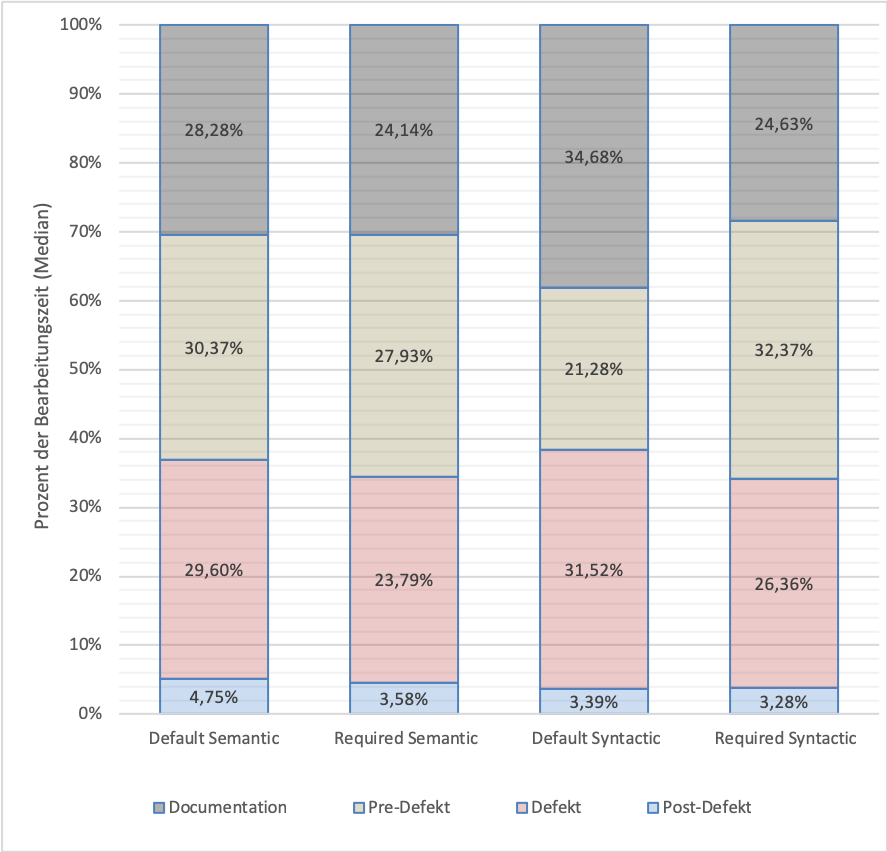 Prozent der Bearbeitungszeit (Median)
100%
90%
80%
70%
60%
50%
40%
30%
20%
10%
0%
28,28% 24,14% 34,68% 24,63%
30,37% 27,93% 21,28% 32,37%
29,60% 23,79% 31,52% 26,36%
4,75% 3,58% 3,39% 3,28%
Default Semantic Required Semantic Default Syntactic Required Syntactic
Documentation Pre-Defekt Defekt Post-Defekt